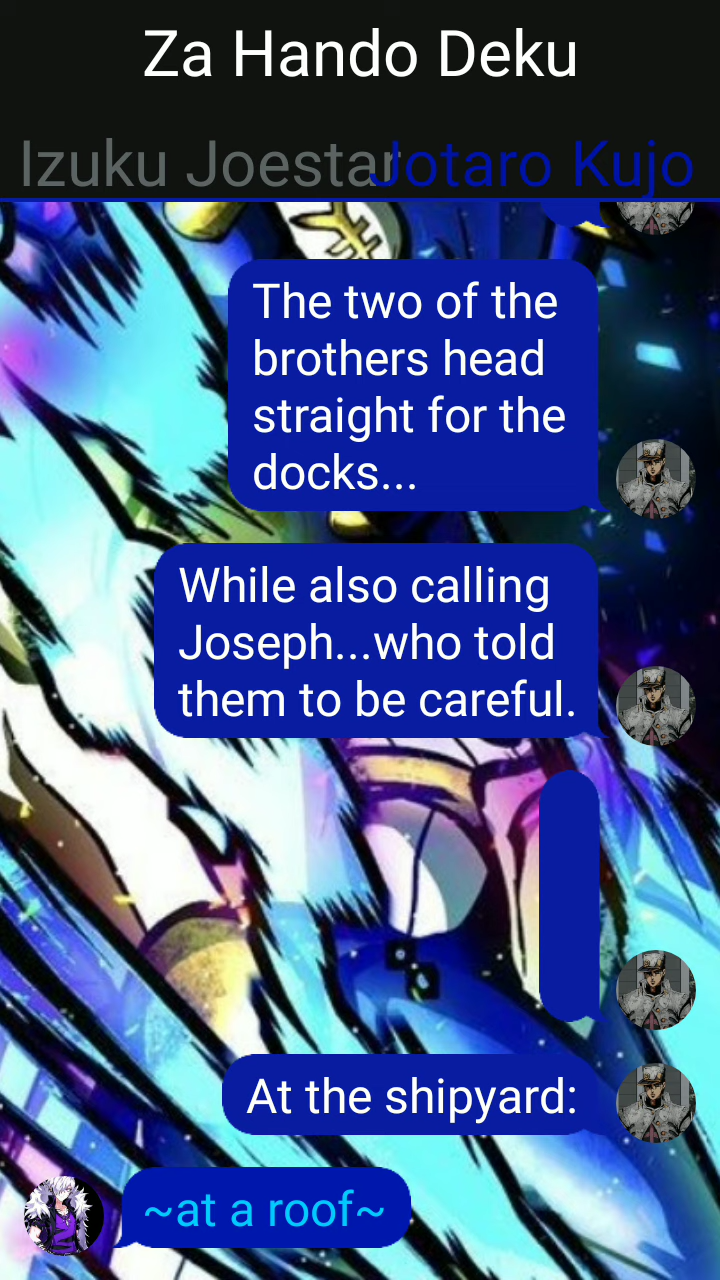 Za Hando Deku
Izuku Joestar Jotaro Kujo
The two of the
brothers head
straight for the
docks...
While also calling
Joseph...who told
them to be careful.
At the shipyard:
~at a roof~